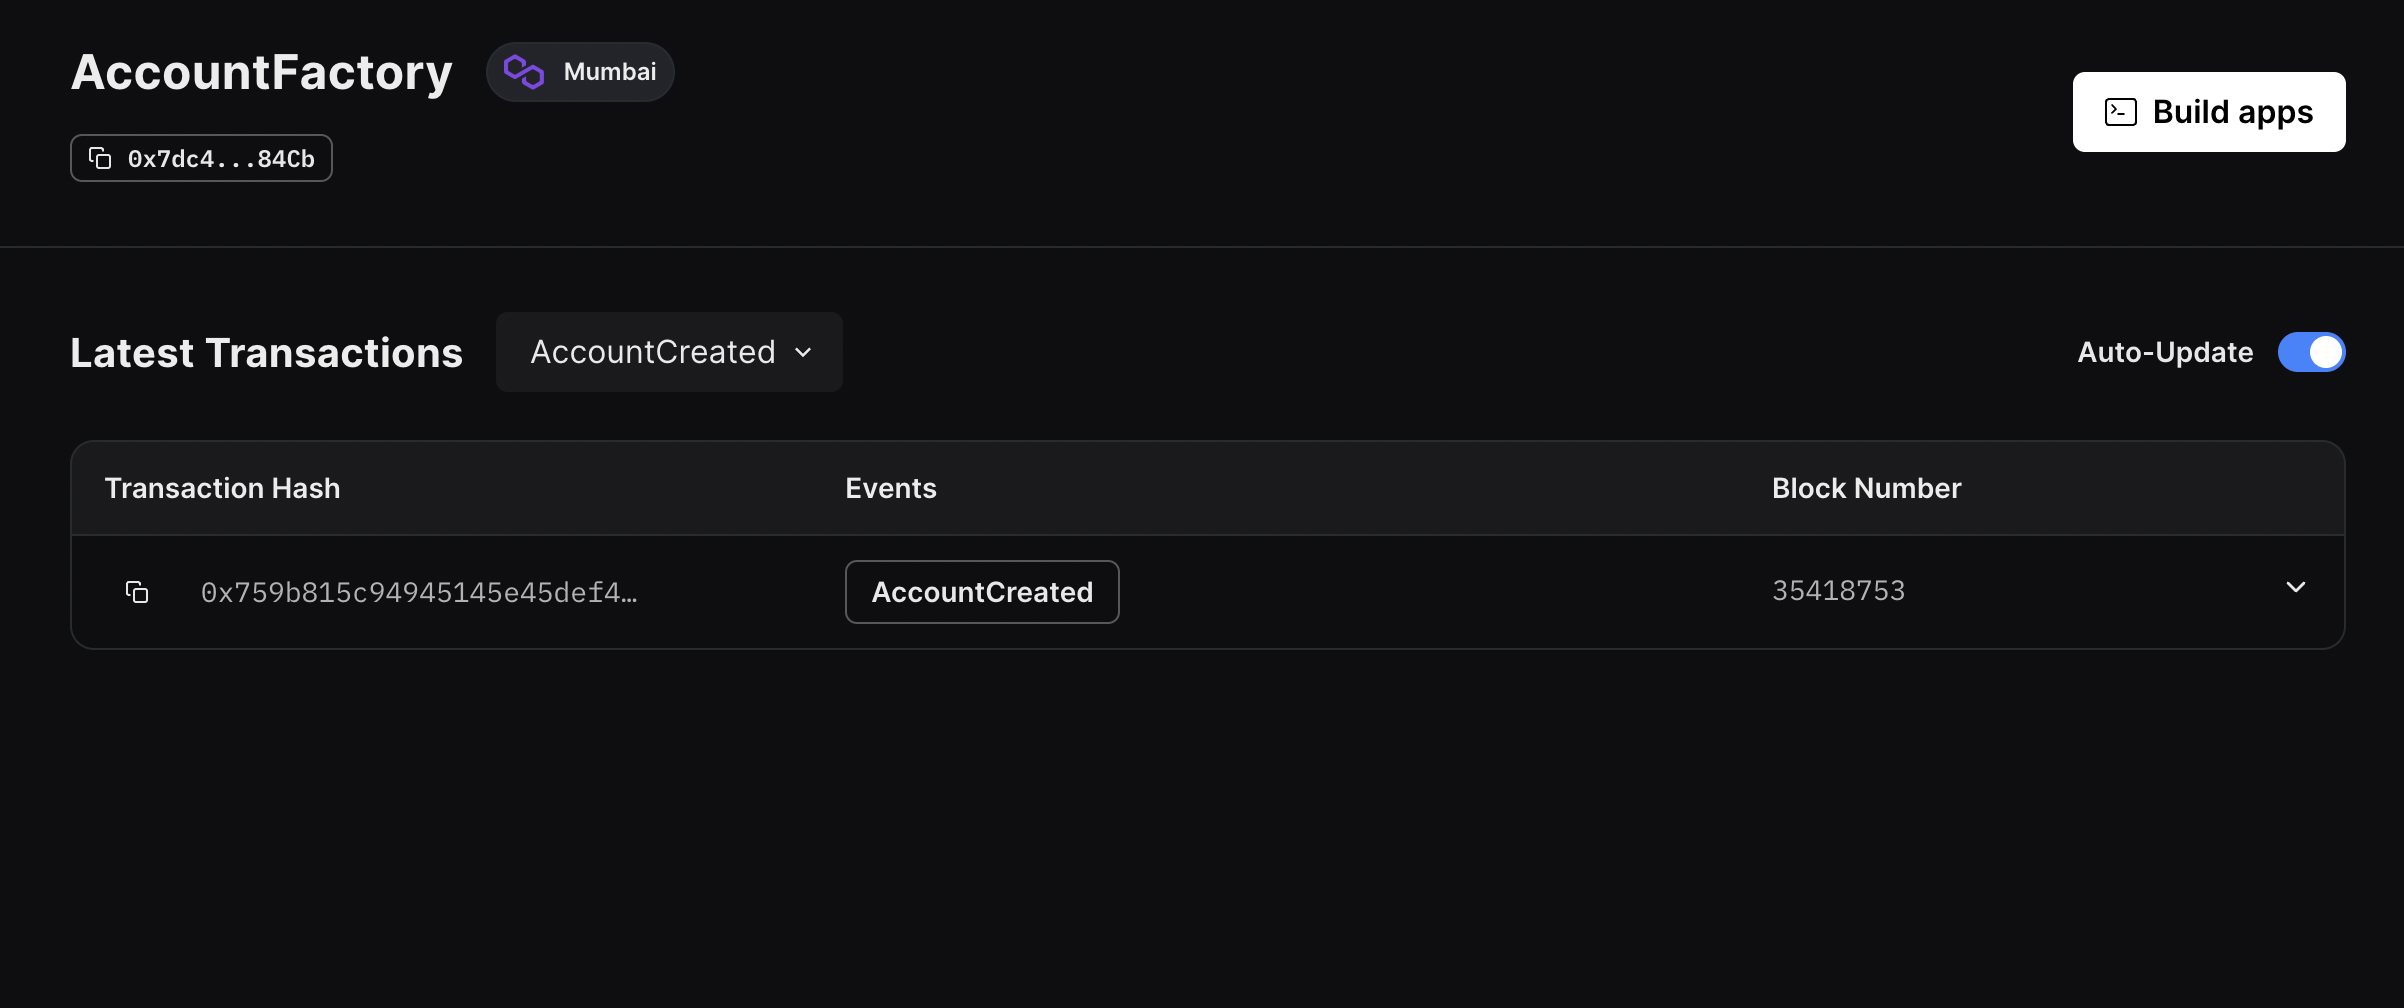 AccountFactory
Mumbai
0x7dc4...84Cb
Build apps
Latest Transactions
AccountCreated
Auto-Update
Transaction Hash
Events
Block Number
0x759b815c94945145e45def4…
AccountCreated
35418753